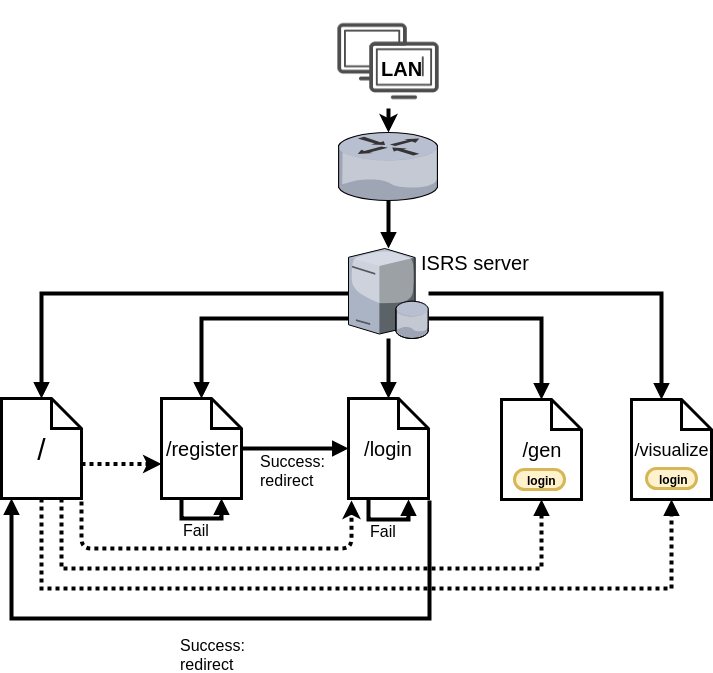 LAN
ISRS server
/
/register
/login
/gen
login
/visualize
login
Success:
redirect
Fail
Fail
Success:
redirect